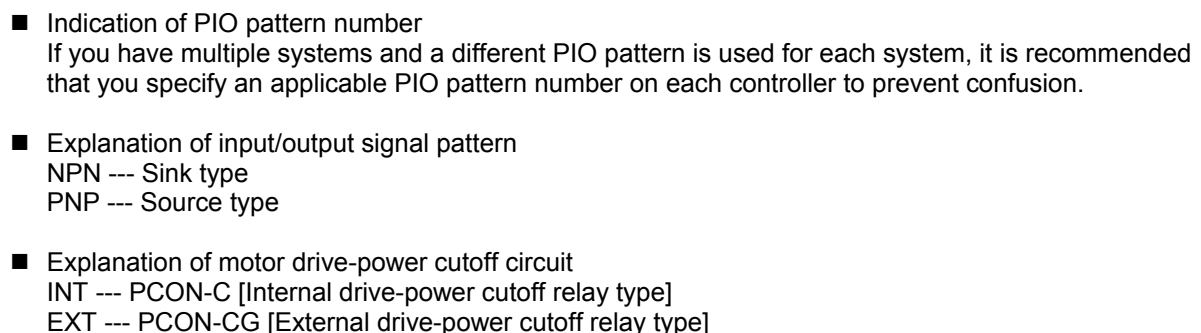 ■ Indication of PIO pattern number
If you have multiple systems and a different PIO pattern is used for each system, it is recommended
that you specify an applicable PIO pattern number on each controller to prevent confusion.
■ Explanation of input/output signal pattern
NPN --- Sink type
PNP --- Source type
■ Explanation of motor drive-power cutoff circuit
INT --- PCON-C [Internal drive-power cutoff relay type]
EXT --- PCON-CG [External drive-power cutoff relay type]